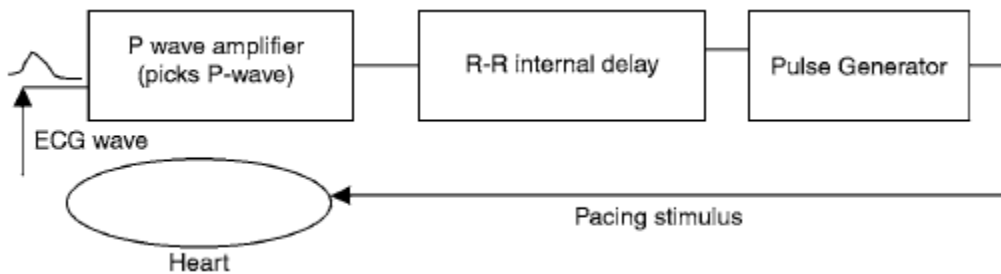 P wave amplifier
(picks P-wave)
R-R internal delay
Pulse Generator
ECG wave
Pacing stimulus
Heart